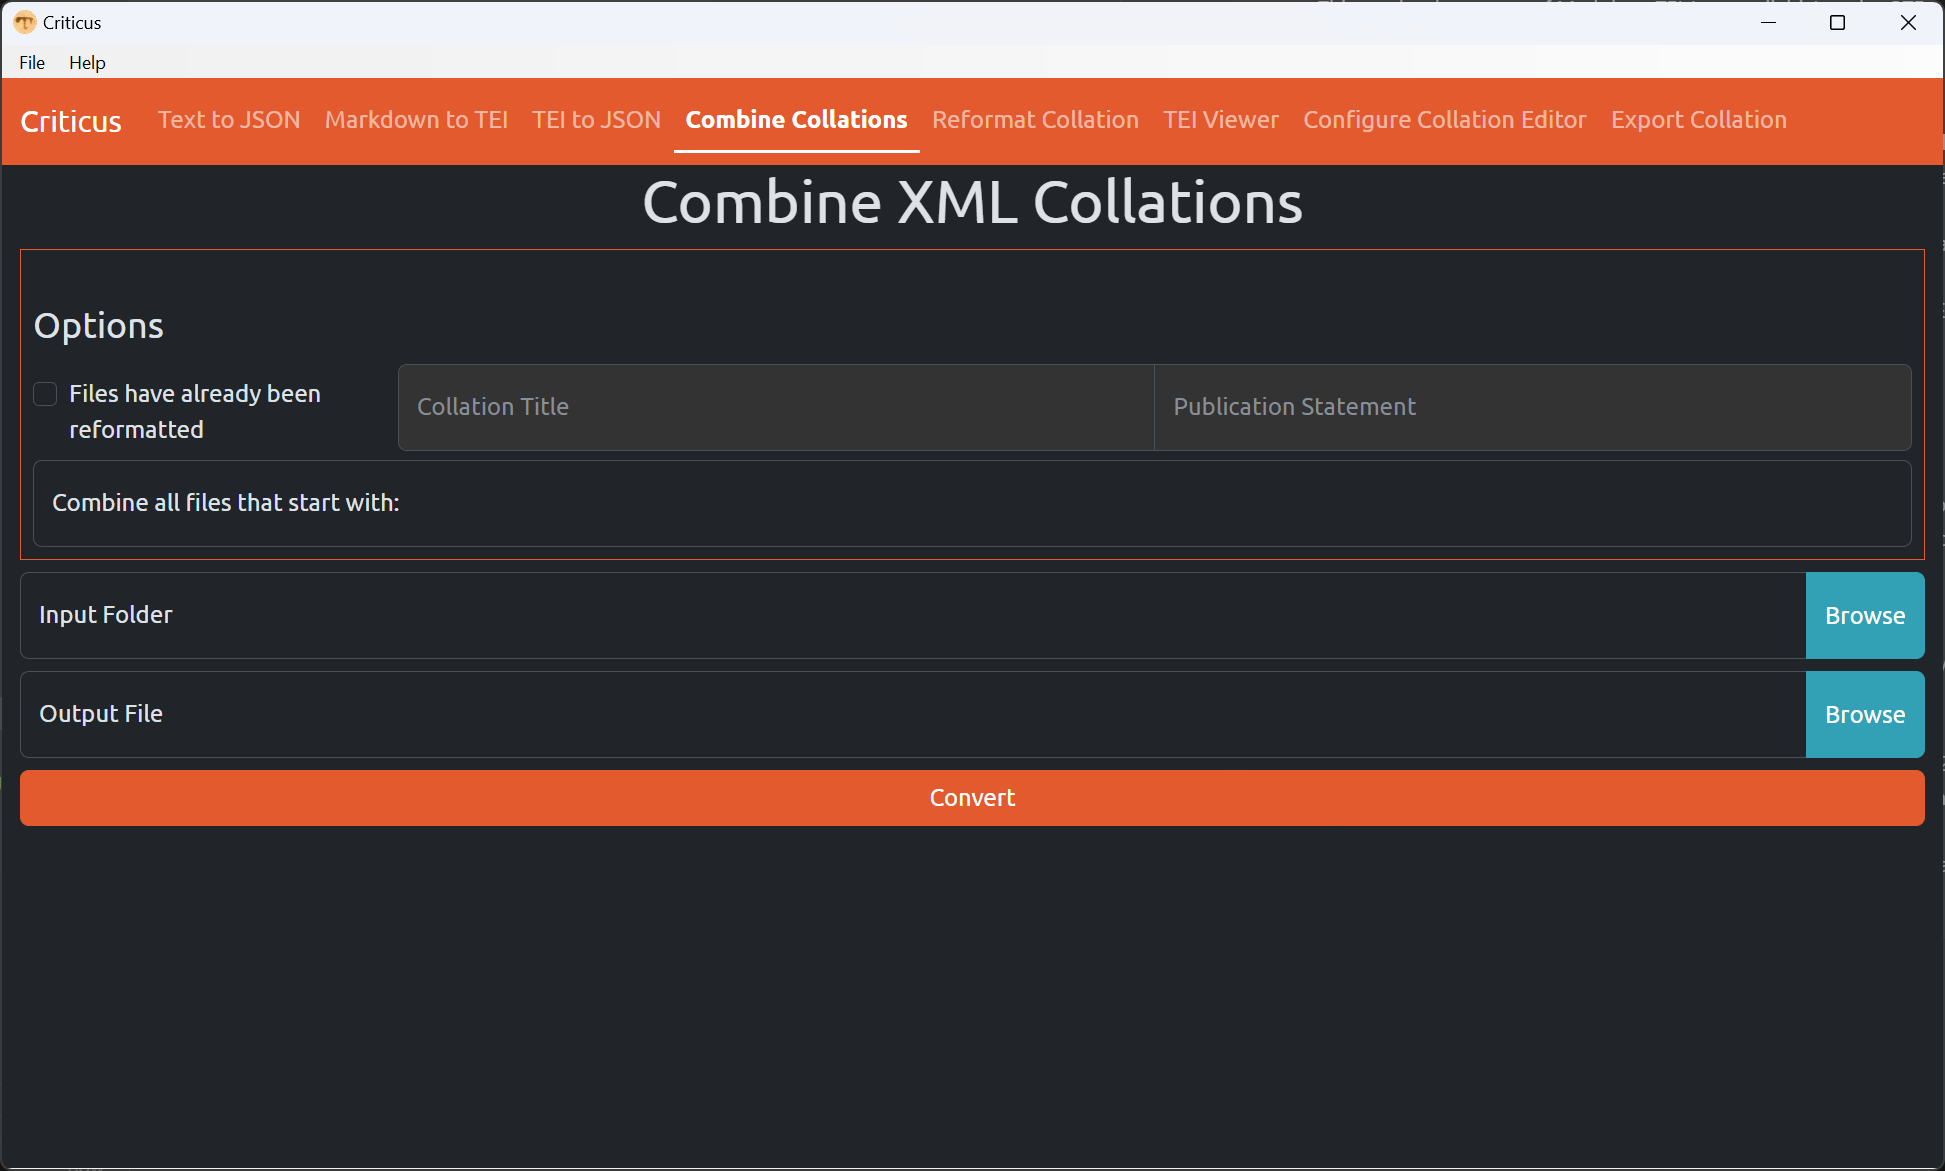 Criticus
File Help
Criticus Text to JSON Markdown to TEI TEI to JSON Combine Collations Reformat Collation TEI Viewer Configure Collation Editor Export Collation
Combine XML Collations
Options
Files have already been
reformatted
Collation Title Publication Statement
Combine all files that start with:
Input Folder Browse
Output File Browse
Convert